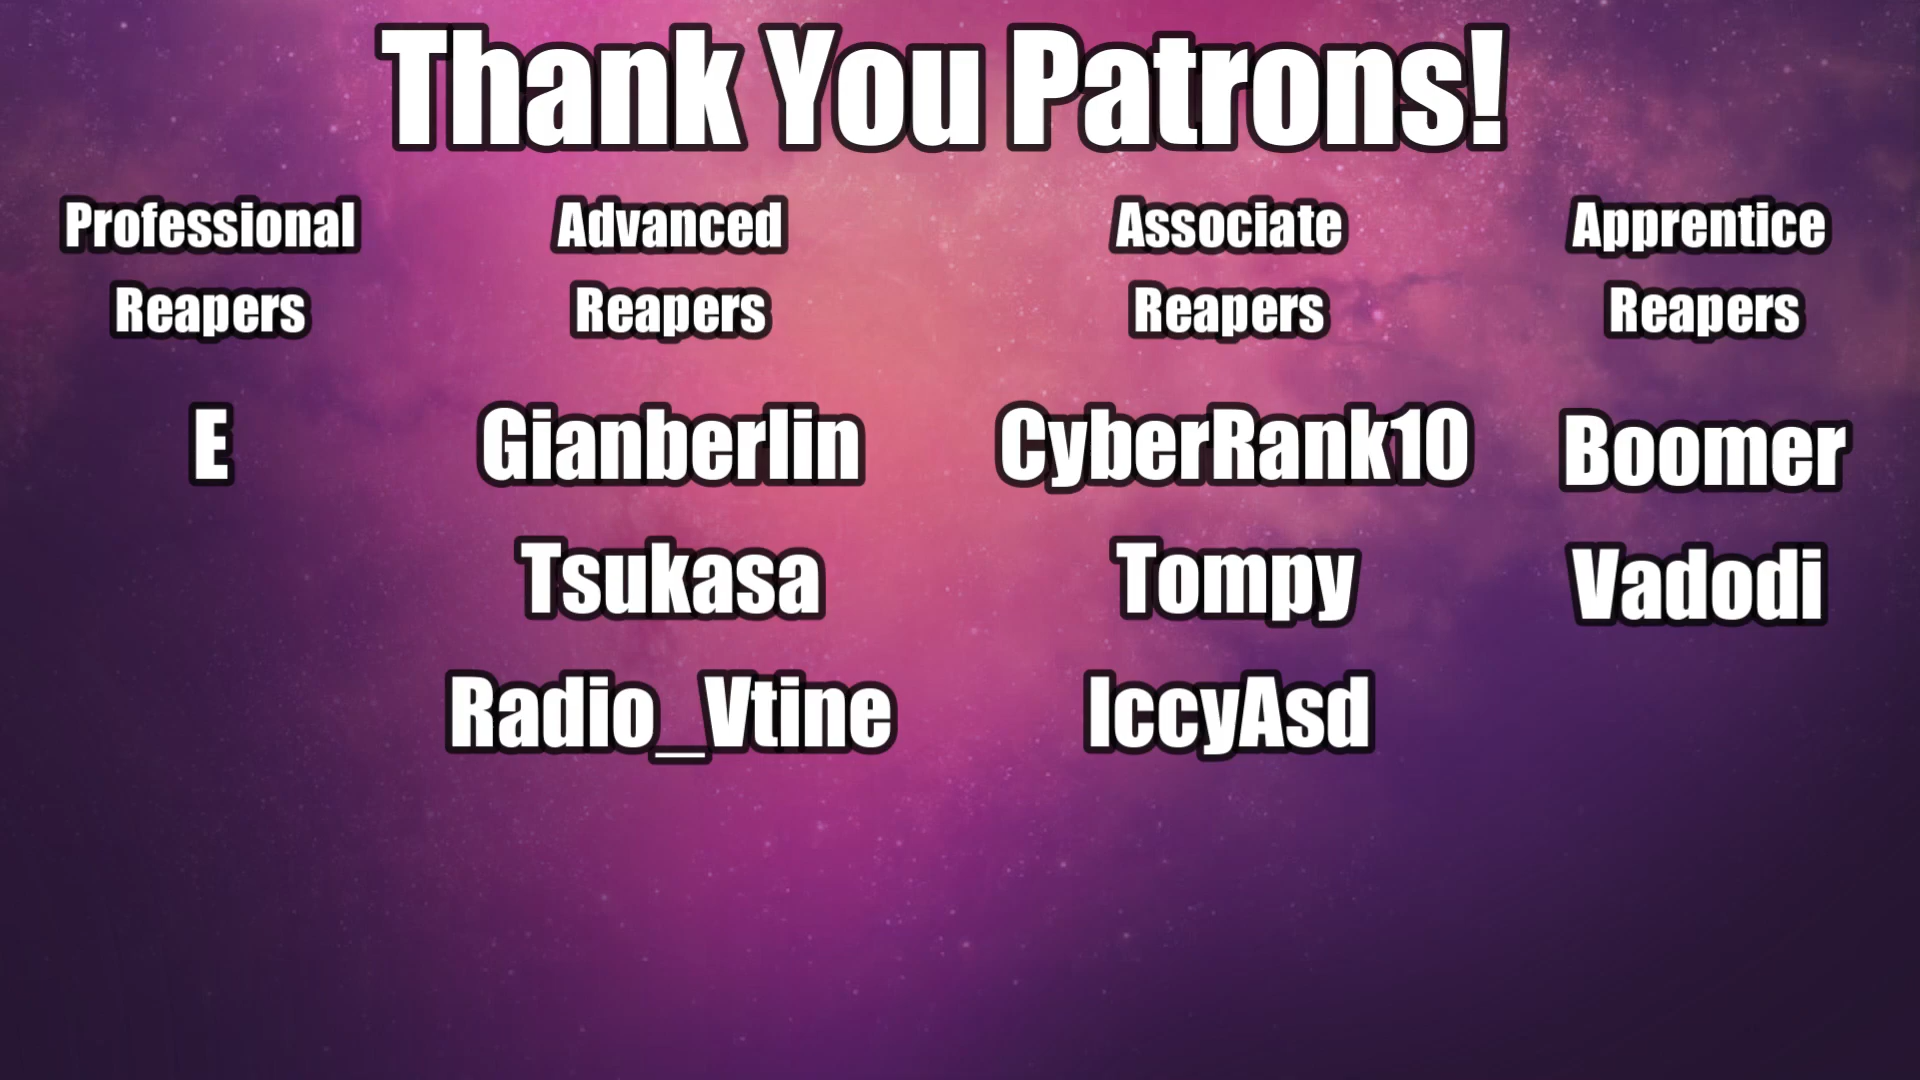 Thank You Patrons!
Professional
Reapers
E
Advanced
Reapers
Gianberlin
Tsukasa
Radio_Vtine
Associate
Reapers
CyberRank10
Tompy
IccyAsd
Apprentice
Reapers
Boomer
Vadodi